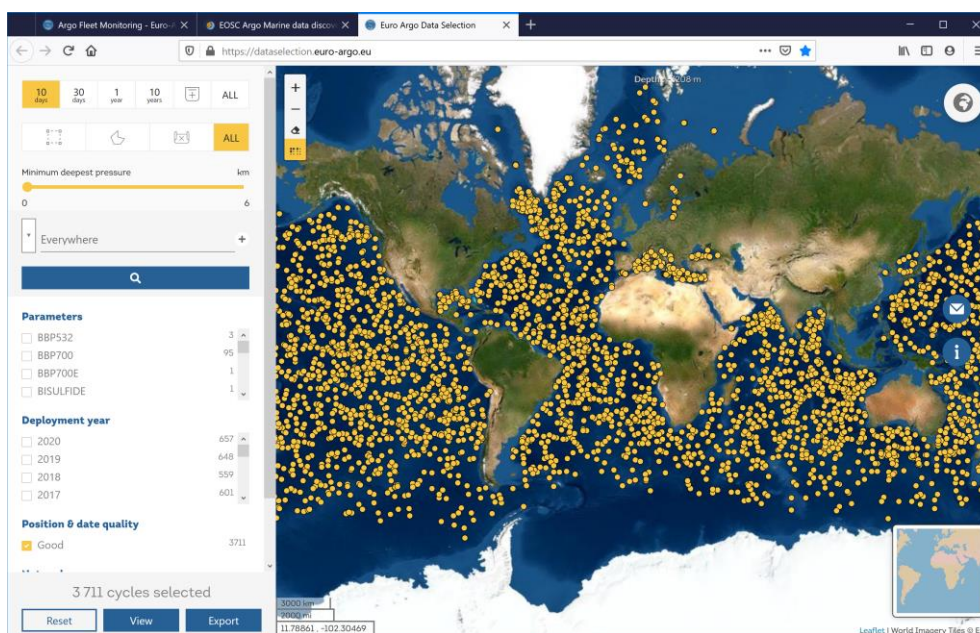 Argo Fleet Monitoring - Euro-A
EOSC Argo Marine data discov
Euro Argo Data Selection
https://dataselection.euro-argo.eu
10 days
30 days
1 year
10 years
ALL
ALL
Minimum deepest pressure km
0 6
Everywhere
Parameters
BBP532 3
BBP700 95
BBP700E 1
BISULFIDE 1
Deployment year
2020 657
2019 648
2018 559
2017 601
Position & date quality
Good 3711
3 711 cycles selected
Reset View Export
3000 km
2000 mi
11.78861 , -102.30469
Leaflet | World Imagery Tiles © E